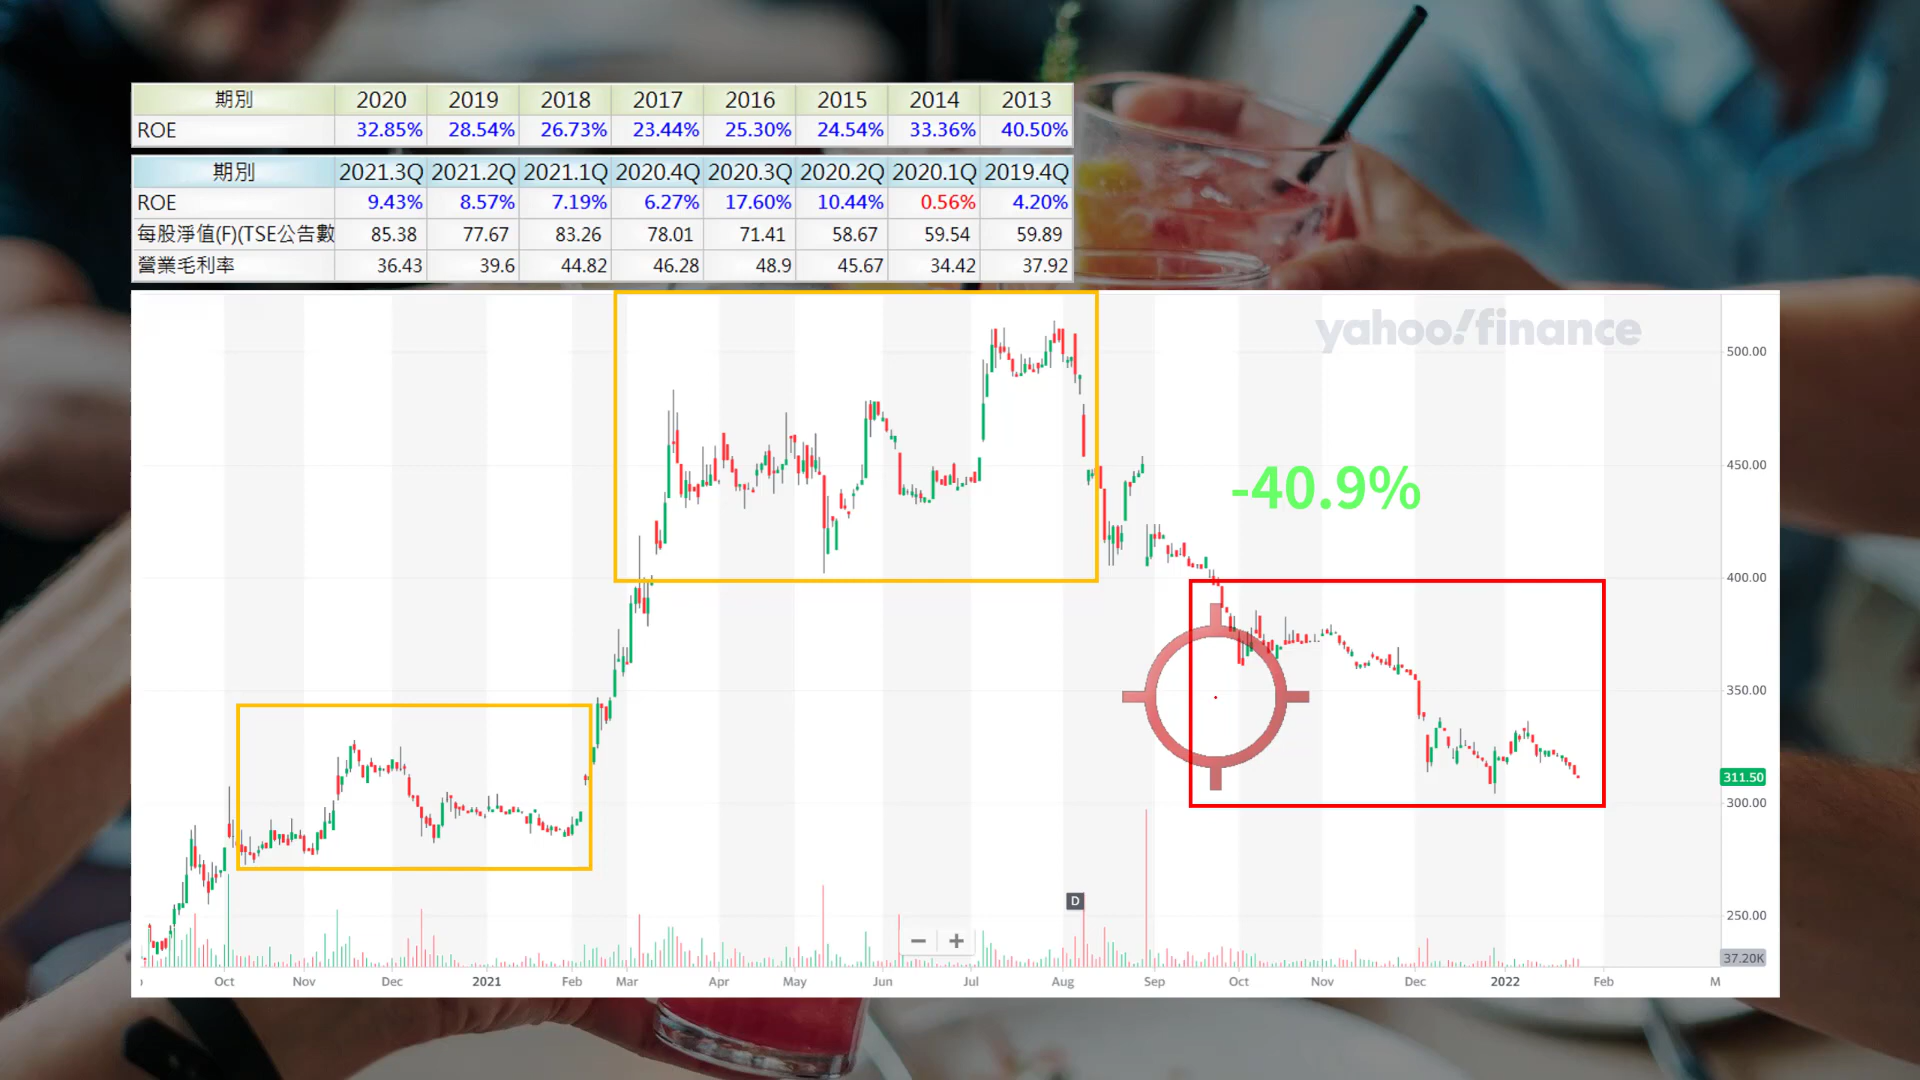 期別 2020 2019 2018 2017 2016 2015 2014 2013
ROE 32.85% 28.54% 26.73% 23.44% 25.30% 24.54% 33.36% 40.50%
期別 2021.3Q 2021.2Q 2021.1Q 2020.4Q 2020.3Q 2020.2Q 2020.1Q 2019.4Q
ROE 9.43% 8.57% 7.19% 6.27% 17.60% 10.44% 0.56% 4.20%
每股淨值(F)(TSE公告數 85.38 77.67 83.26 78.01 71.41 58.67 59.54 59.89
營業毛利率 36.43 39.6 44.82 46.28 48.9 45.67 34.42 37.92
yahoo!finance
500.00
450.00
-40.9%
400.00
350.00
311.50
300.00
D
250.00
− +
37.20K
Oct Nov Dec 2021 Feb Mar Apr May Jun Jul Aug Sep Oct Nov Dec 2022 Feb M